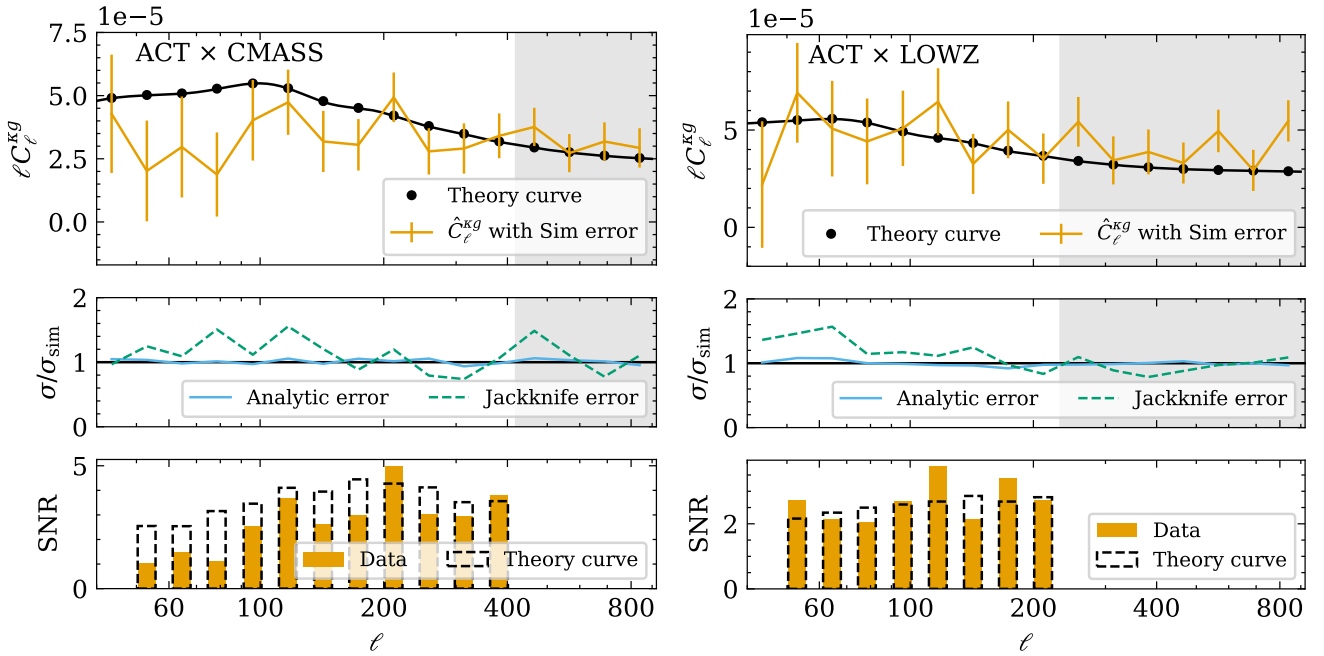 1e−5
ACT × CMASS
7.5
5.0
2.5
0.0
ℓC_ℓ^{κg}
Theory curve
Ĉ_ℓ^{κg} with Sim error
2
1
0
σ/σ_sim
Analytic error
Jackknife error
5
0
SNR
Data
Theory curve
60
100
200
400
800
ℓ
1e−5
ACT × LOWZ
5
0
ℓC_ℓ^{κg}
Theory curve
Ĉ_ℓ^{κg} with Sim error
2
1
0
σ/σ_sim
Analytic error
Jackknife error
2
0
SNR
Data
Theory curve
60
100
200
400
800
ℓ